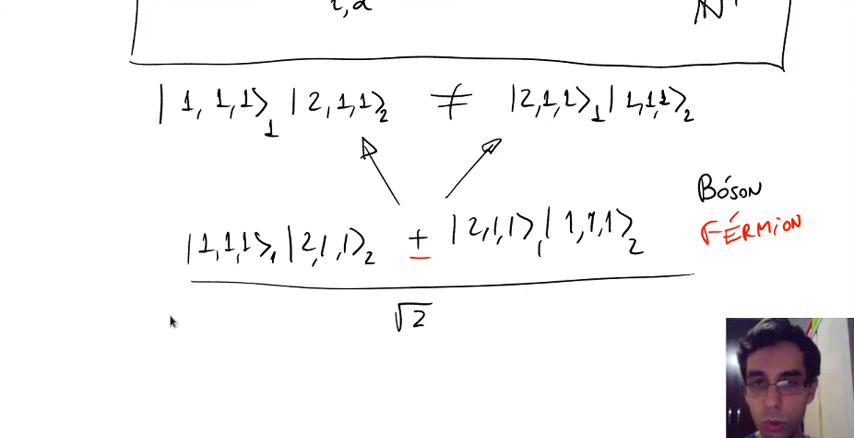 i,α
| 1, 1, 1⟩₁ | 2, 1, 1⟩₂ ≠ |2,1,1⟩₁ | 1,1,1⟩₂
BÓSON
|1,1,1⟩₁ |2,1,1⟩₂ ± |2,1,1⟩₁ | 1,1,1⟩₂
FÉRMION
√2